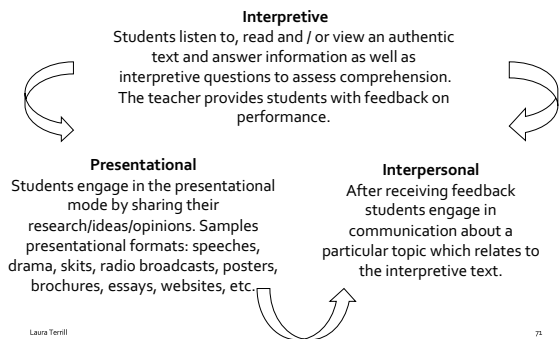 Interpretive
Students listen to, read and / or view an authentic
text and answer information as well as
interpretive questions to assess comprehension.
The teacher provides students with feedback on
performance.
Presentational
Students engage in the presentational
mode by sharing their
research/ideas/opinions. Samples
presentational formats: speeches,
drama, skits, radio broadcasts, posters,
brochures, essays, websites, etc.
Interpersonal
After receiving feedback
students engage in
communication about a
particular topic which relates to
the interpretive text.
Laura Terrill
71